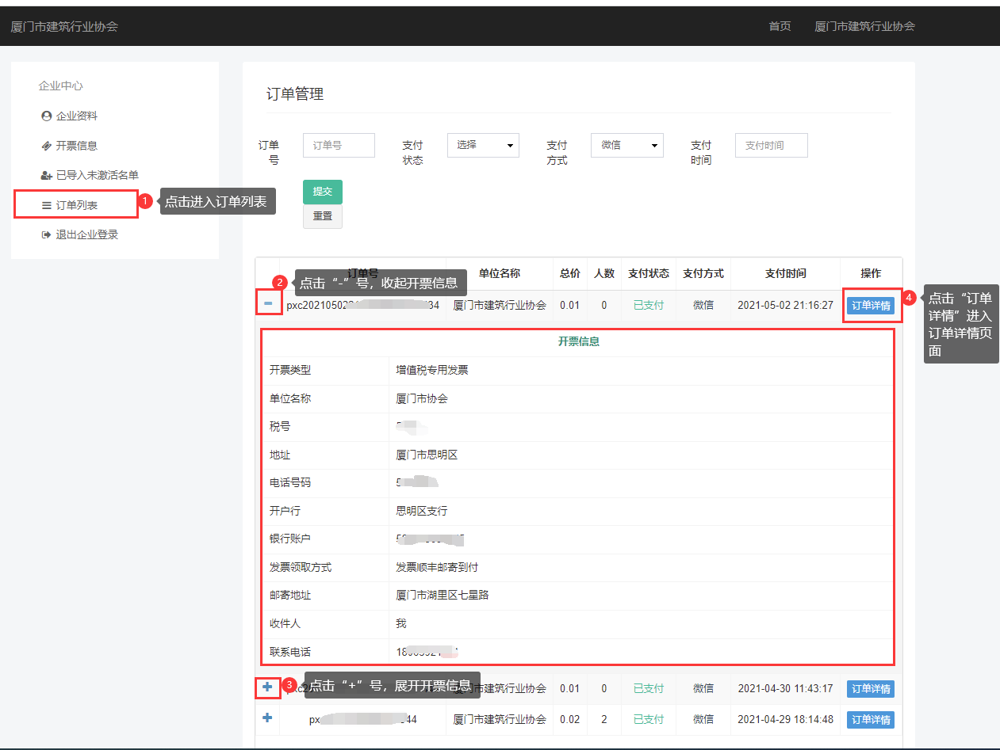 厦门市建筑行业协会
首页 厦门市建筑行业协会
企业中心
企业资料
开票信息
已导入未激活名单
订单列表
退出企业登录
1 点击进入订单列表
订单管理
订单号 订单号 支付状态 选择 支付方式 微信 支付时间 支付时间
提交
重置
订单号 单位名称 总价 人数 支付状态 支付方式 支付时间 操作
2 点击“-”号，收起开票信息
厦门市建筑行业协会 0.01 0 已支付 微信 2021-05-02 21:16:27 订单详情
4 点击“订单
详情”进入
订单详情页
面
开票信息
开票类型 增值税专用发票
单位名称 厦门市协会
税号
地址 厦门市思明区
电话号码
开户行 思明区支行
银行账户
发票领取方式 发票顺丰邮寄到付
邮寄地址 厦门市湖里区七星路
收件人 我
联系电话
3 点击“+”号，展开开票信息
厦门市建筑行业协会 0.01 0 已支付 微信 2021-04-30 11:43:17 订单详情
厦门市建筑行业协会 0.02 2 已支付 微信 2021-04-29 18:14:48 订单详情